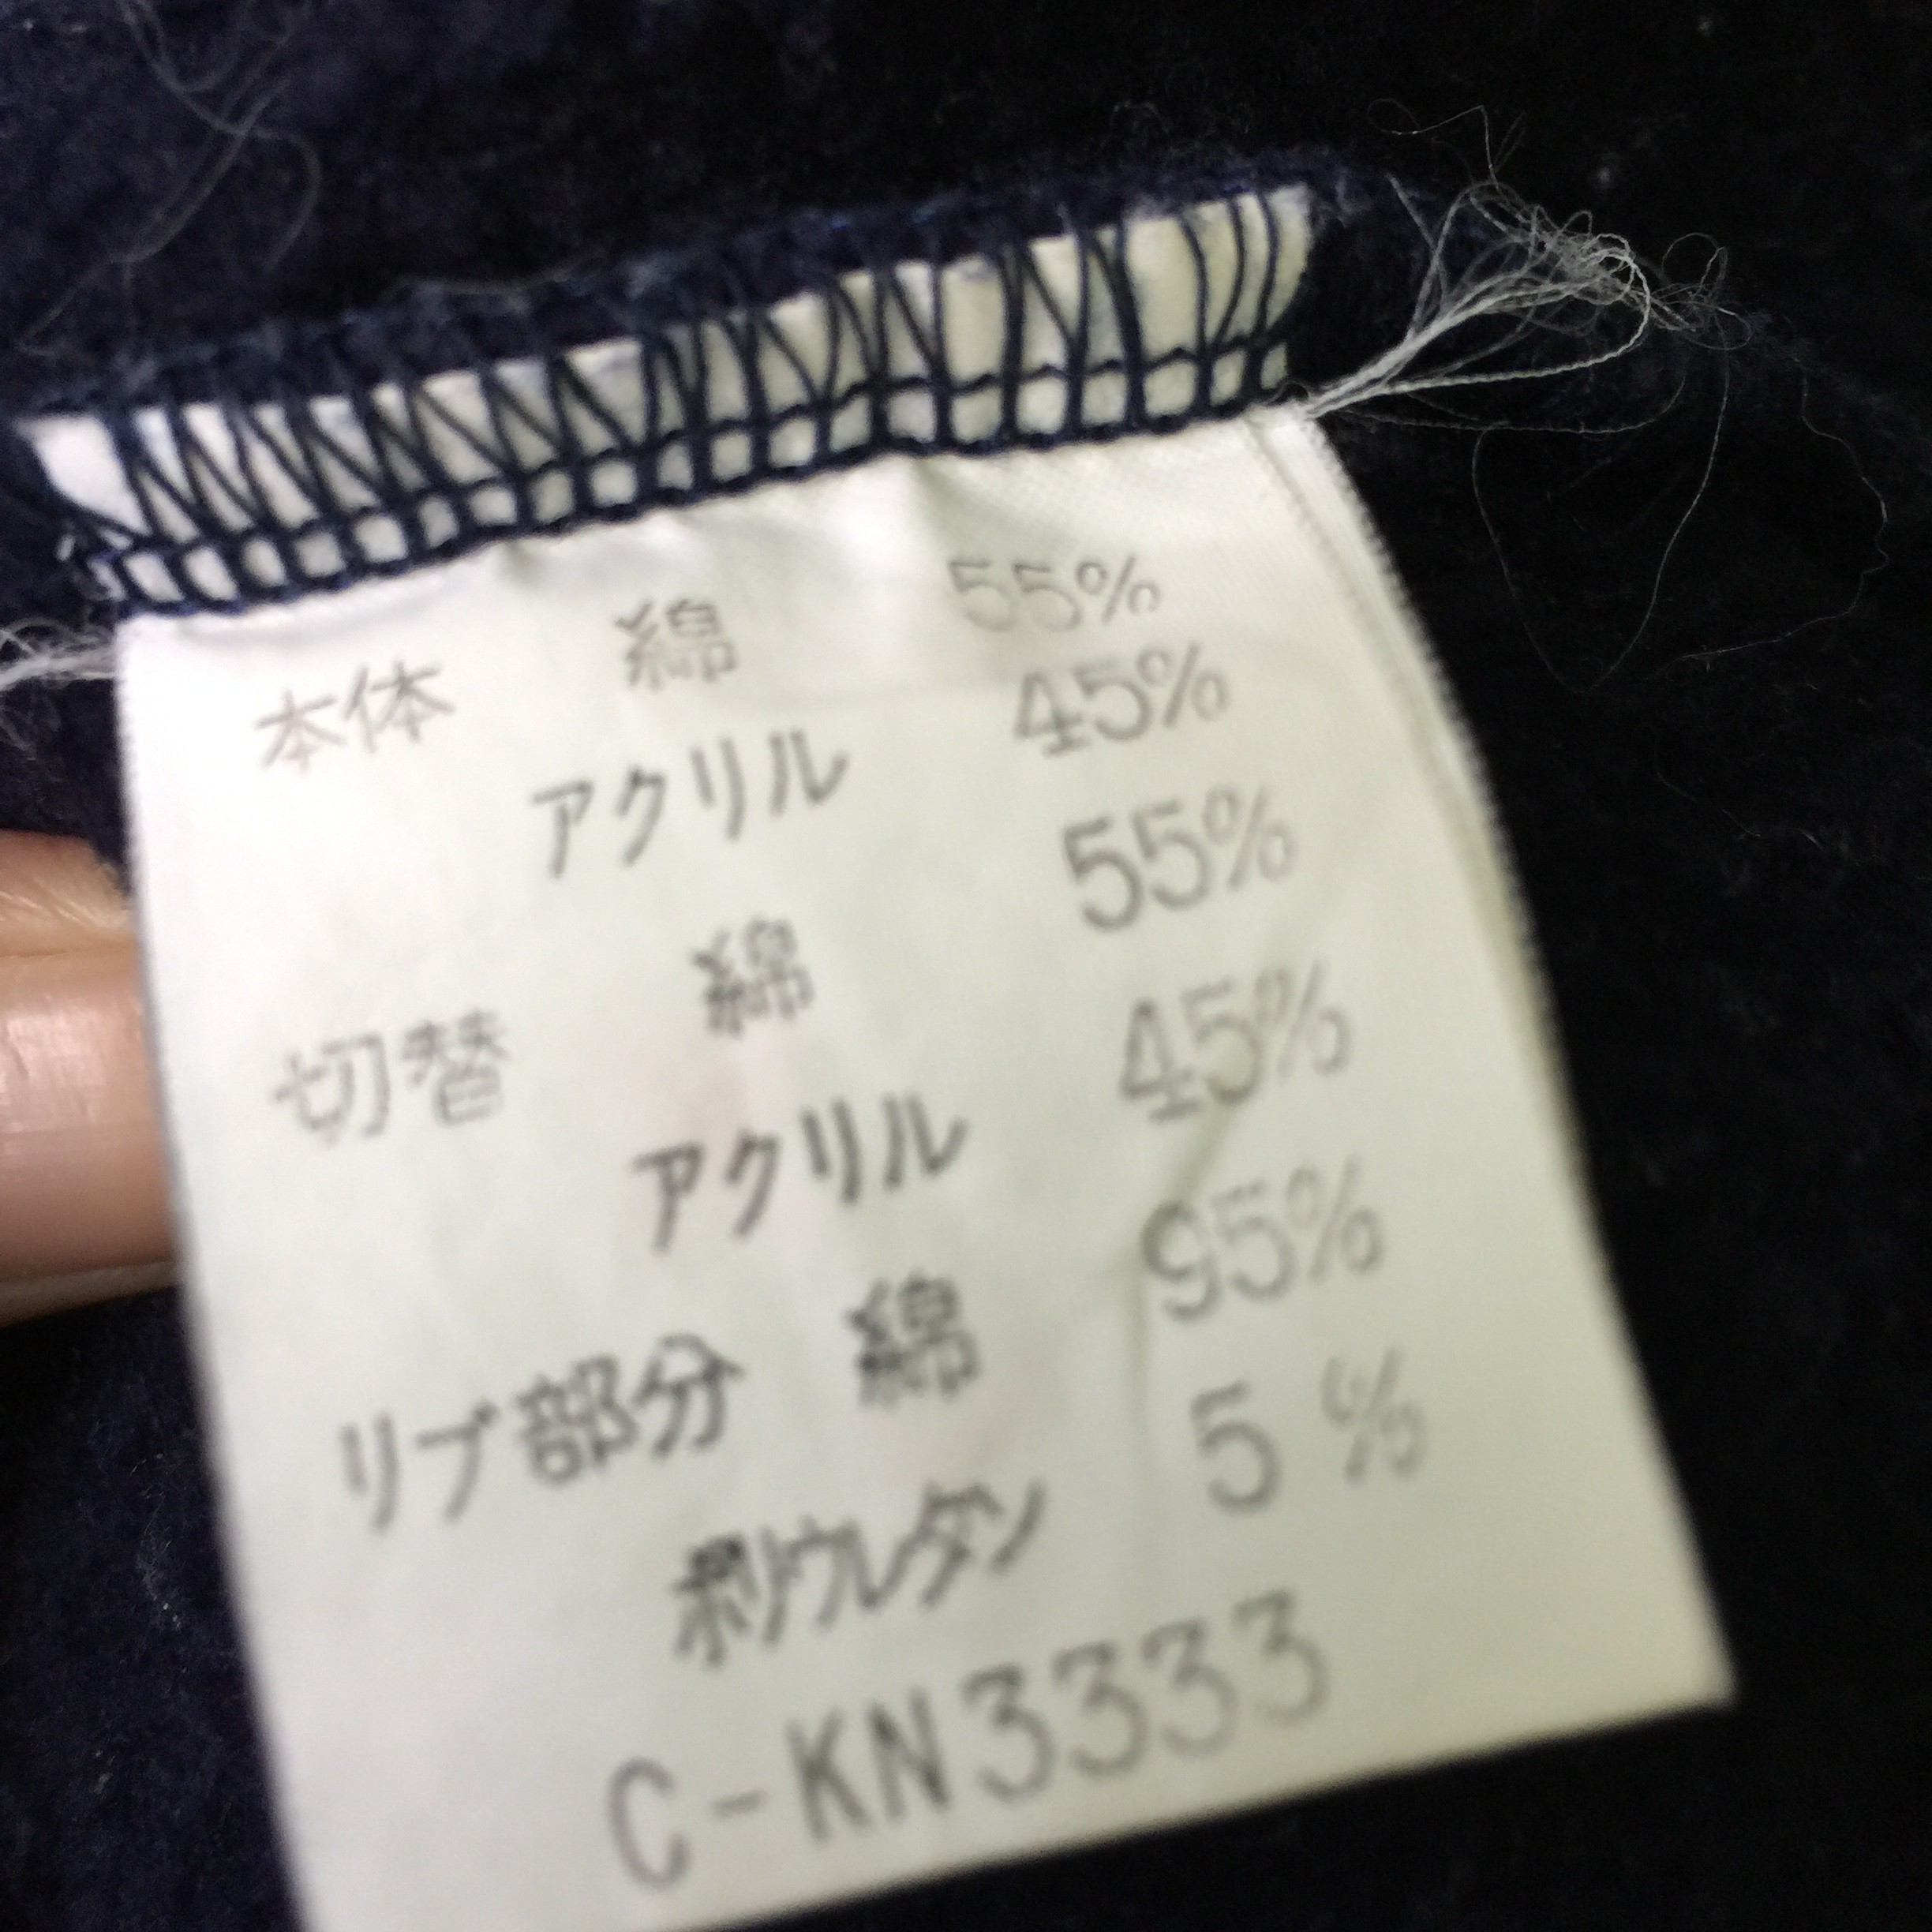 本体 綿 55%
アクリル 45%
切替 綿 55%
アクリル 45%
リブ部分 綿 95%
ポリウレタン 5%
C-KN3333